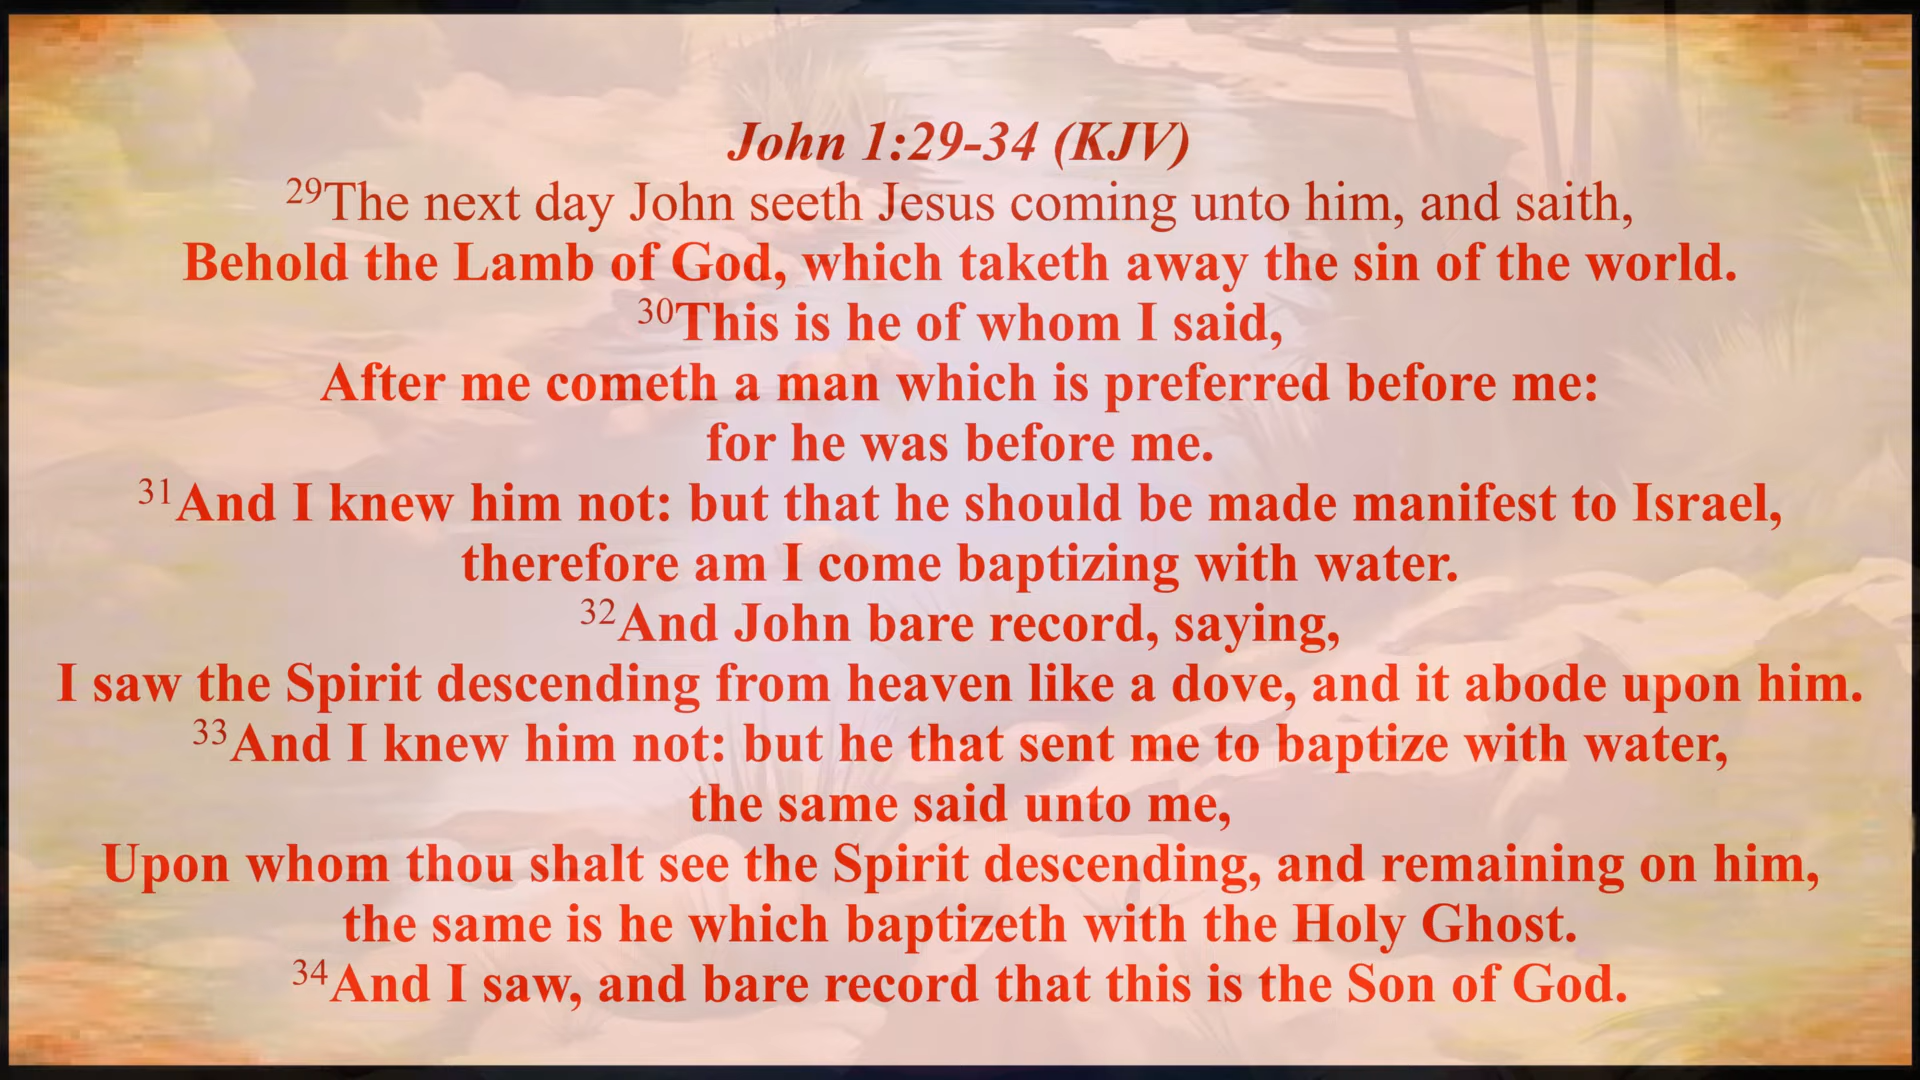 John 1:29-34 (KJV)
29The next day John seeth Jesus coming unto him, and saith,
Behold the Lamb of God, which taketh away the sin of the world.
30This is he of whom I said,
After me cometh a man which is preferred before me:
for he was before me.
31And I knew him not: but that he should be made manifest to Israel,
therefore am I come baptizing with water.
32And John bare record, saying,
I saw the Spirit descending from heaven like a dove, and it abode upon him.
33And I knew him not: but he that sent me to baptize with water,
the same said unto me,
Upon whom thou shalt see the Spirit descending, and remaining on him,
the same is he which baptizeth with the Holy Ghost.
34And I saw, and bare record that this is the Son of God.